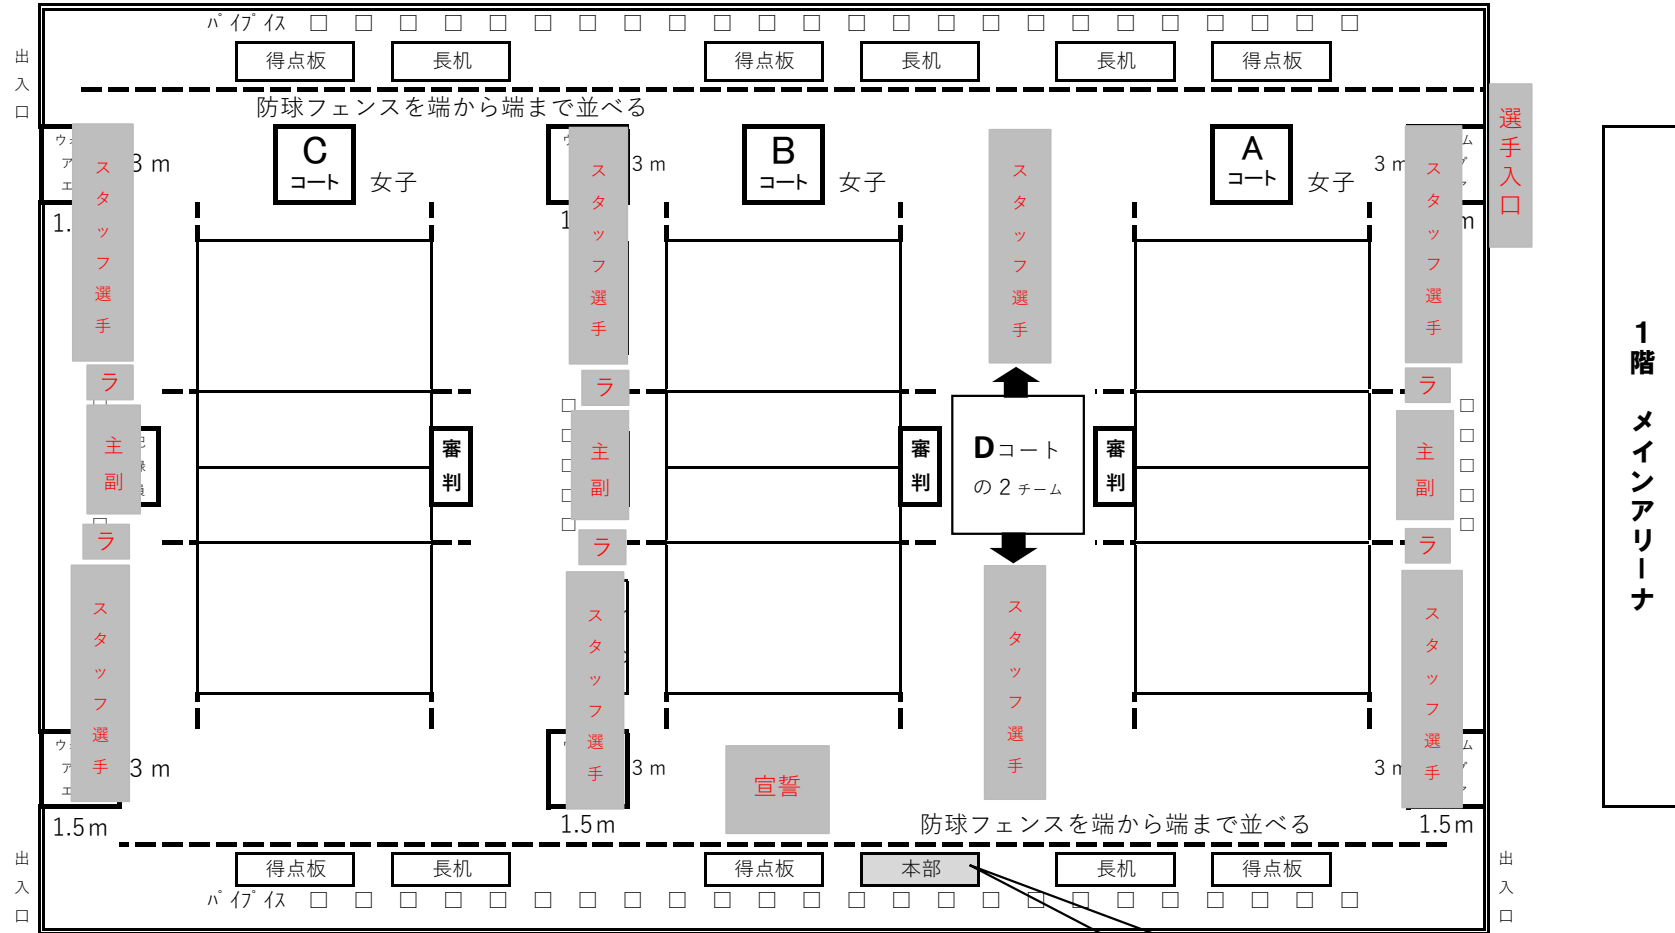 ﾊﾟｲﾌﾟｲｽ
得点板 長机 得点板 長机 長机 得点板
出入口
防球フェンスを端から端まで並べる
選手入口
C
コート
女子
B
コート
女子
A
コート
女子
3ｍ
3ｍ
3ｍ
スタッフ選手
スタッフ選手
スタッフ選手
スタッフ選手
1階 メインアリーナ
ラ
ラ
ラ
主副
審判
主副
審判
Dコート
の２チーム
審判
主副
ラ
ラ
ラ
スタッフ選手
スタッフ選手
スタッフ選手
スタッフ選手
3ｍ
3ｍ
3ｍ
宣誓
1.5ｍ
1.5ｍ
防球フェンスを端から端まで並べる
1.5ｍ
得点板 長机 得点板 本部 長机 得点板
ﾊﾟｲﾌﾟｲｽ
出入口
出入口